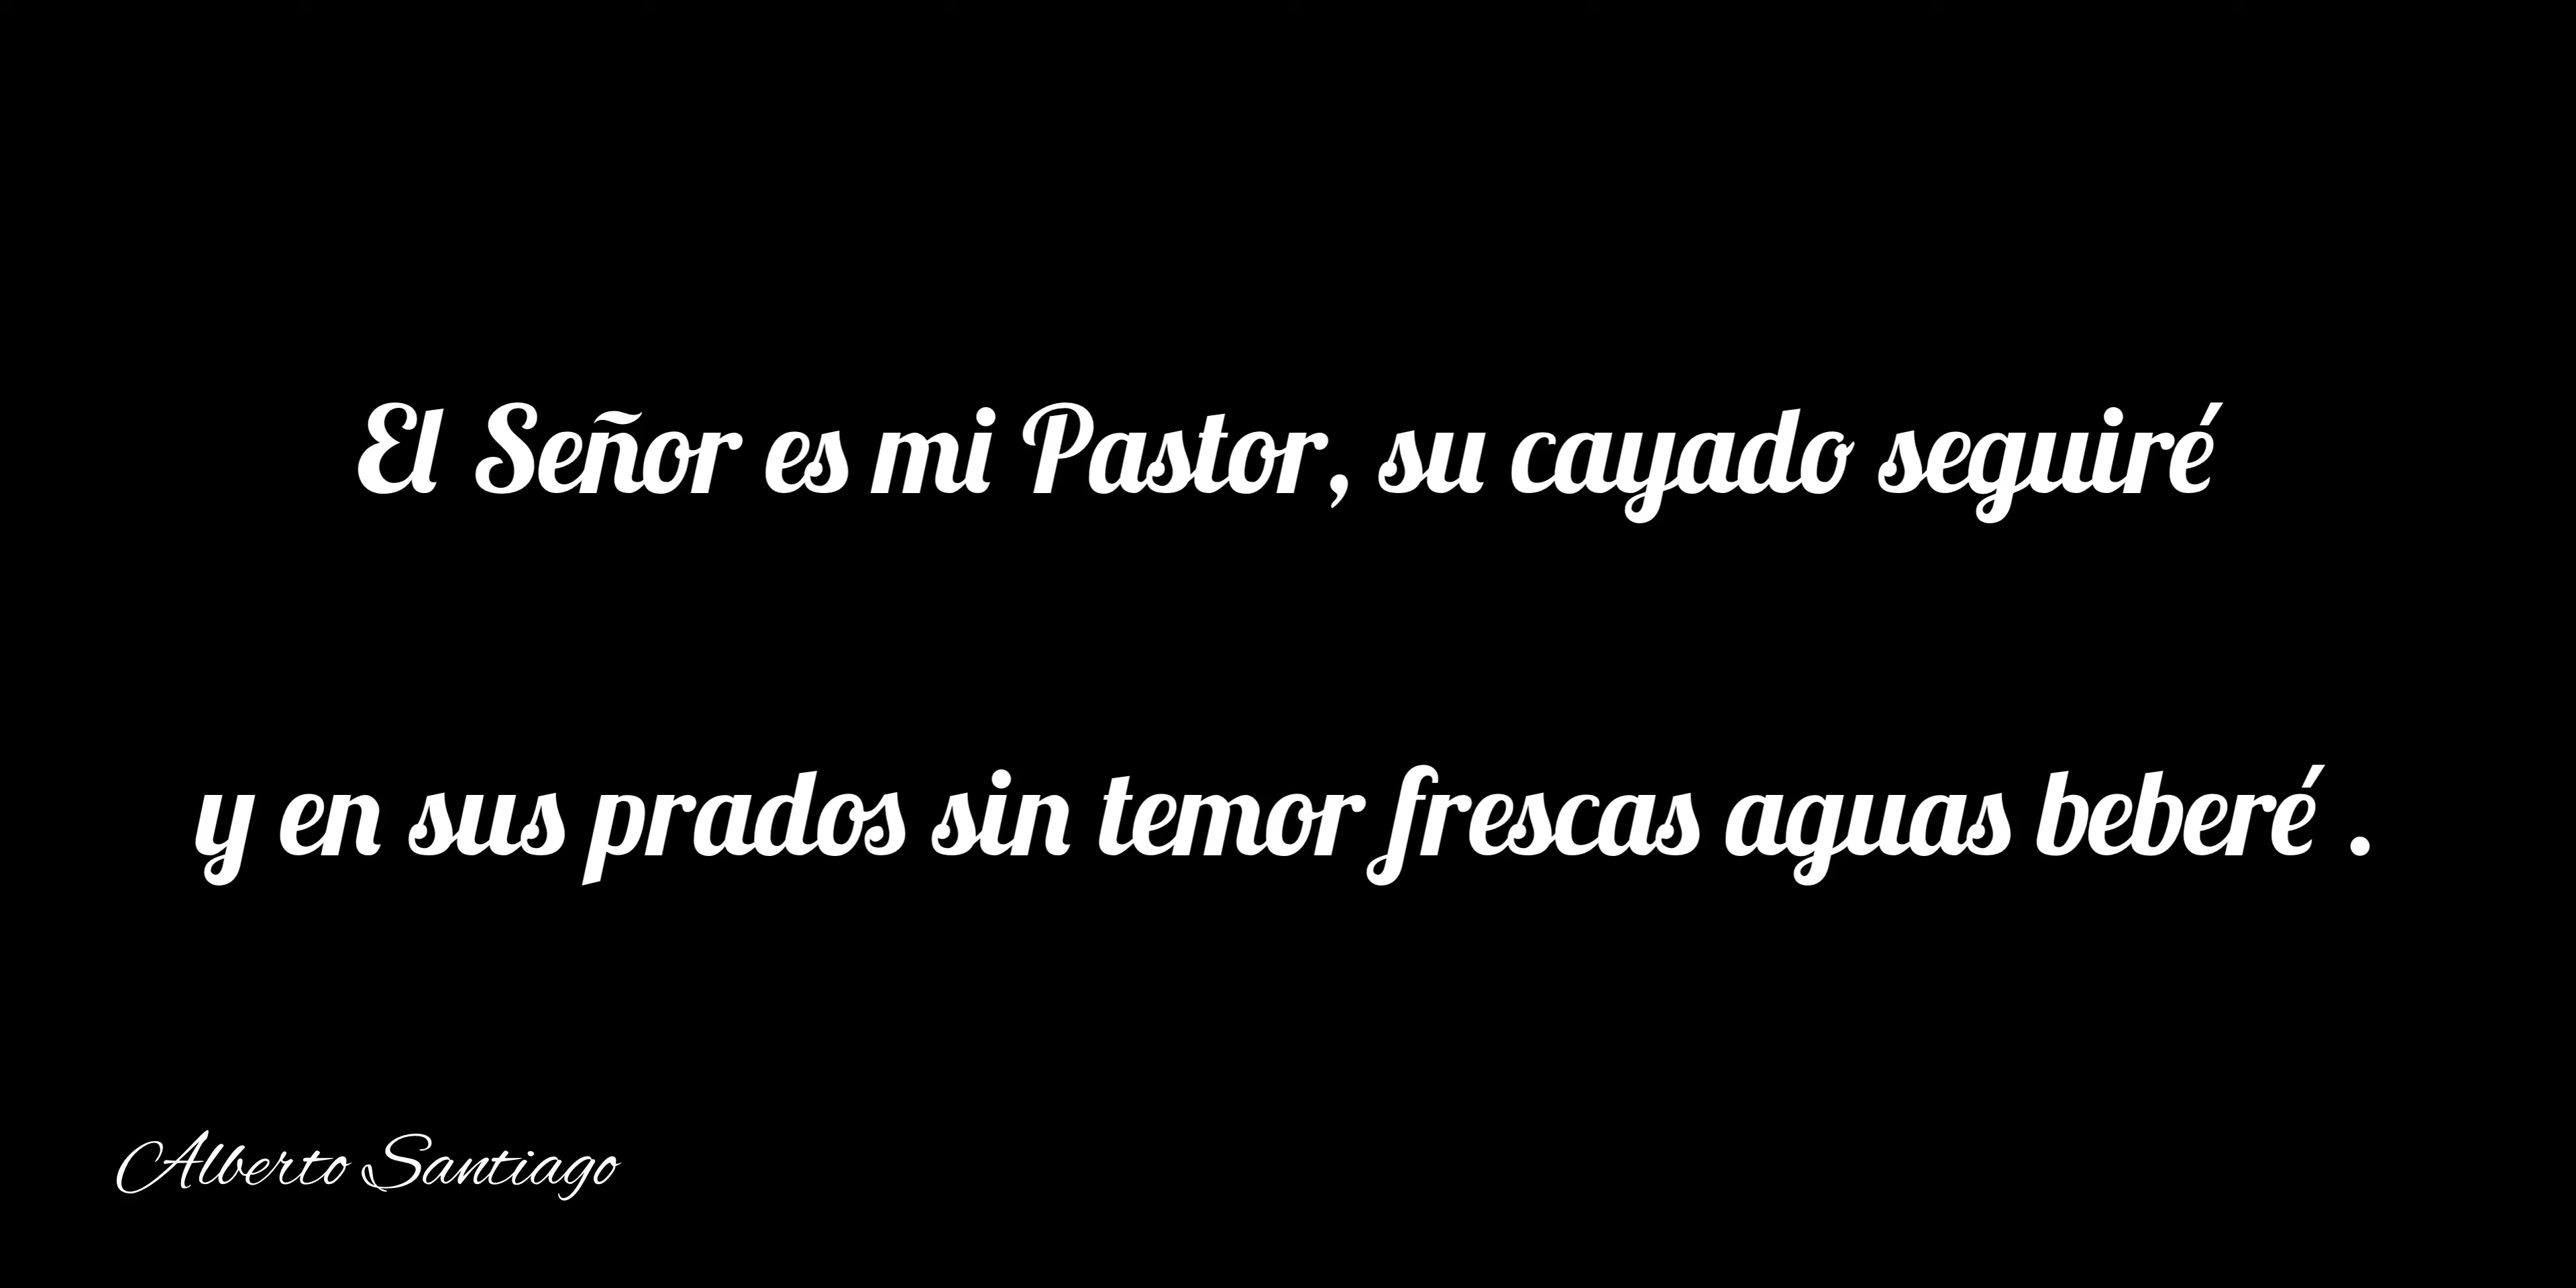 El Señor es mi Pastor, su cayado seguiré
y en sus prados sin temor frescas aguas beberé .
Alberto Santiago